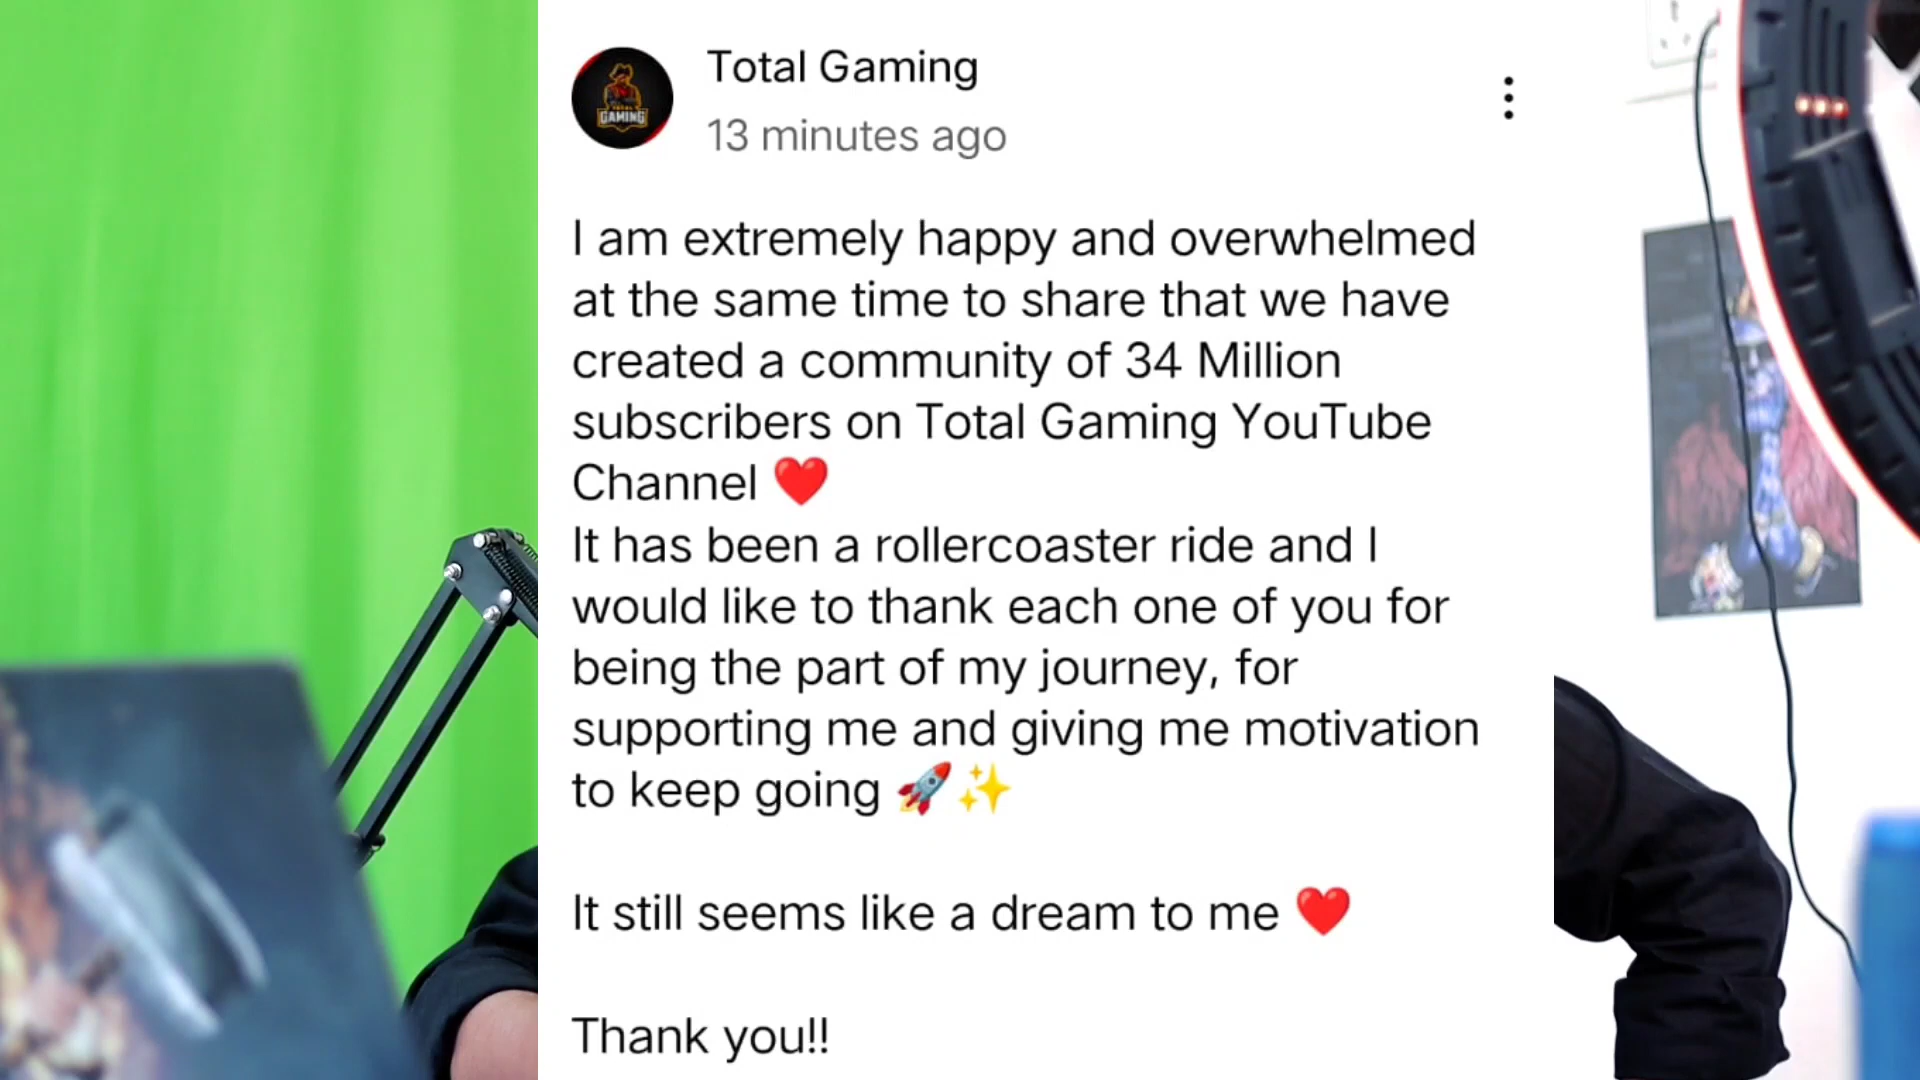 Total Gaming
13 minutes ago
I am extremely happy and overwhelmed
at the same time to share that we have
created a community of 34 Million
subscribers on Total Gaming YouTube
Channel ❤️
It has been a rollercoaster ride and I
would like to thank each one of you for
being the part of my journey, for
supporting me and giving me motivation
to keep going 🚀✨
It still seems like a dream to me ❤️
Thank you!!
TOTAL
GAMING